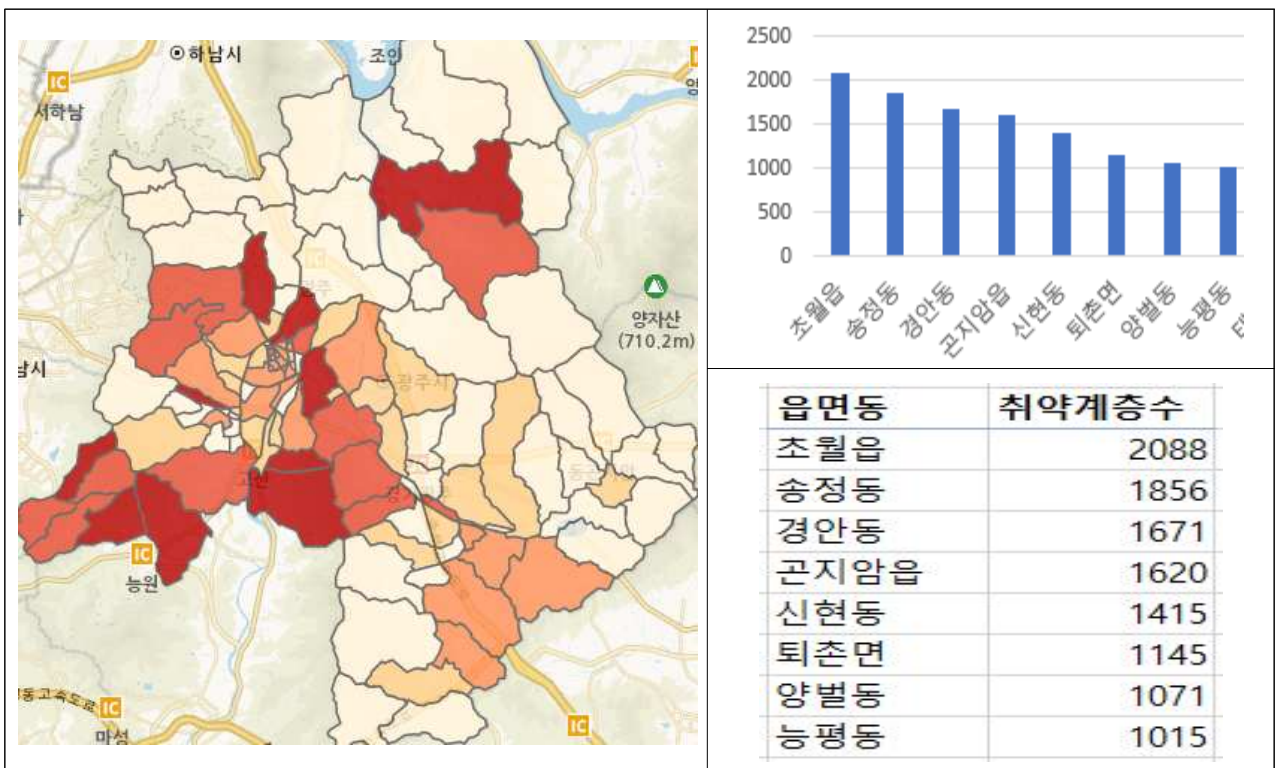 하남시
조안
IC
서하남
양자산
(710.2m)
광주시
IC
능원
IC
마성
IC
2500
2000
1500
1000
500
0
초월읍
송정동
경안동
곤지암읍
신현동
퇴촌면
양벌동
능평동
읍면동 취약계층수
초월읍 2088
송정동 1856
경안동 1671
곤지암읍 1620
신현동 1415
퇴촌면 1145
양벌동 1071
능평동 1015